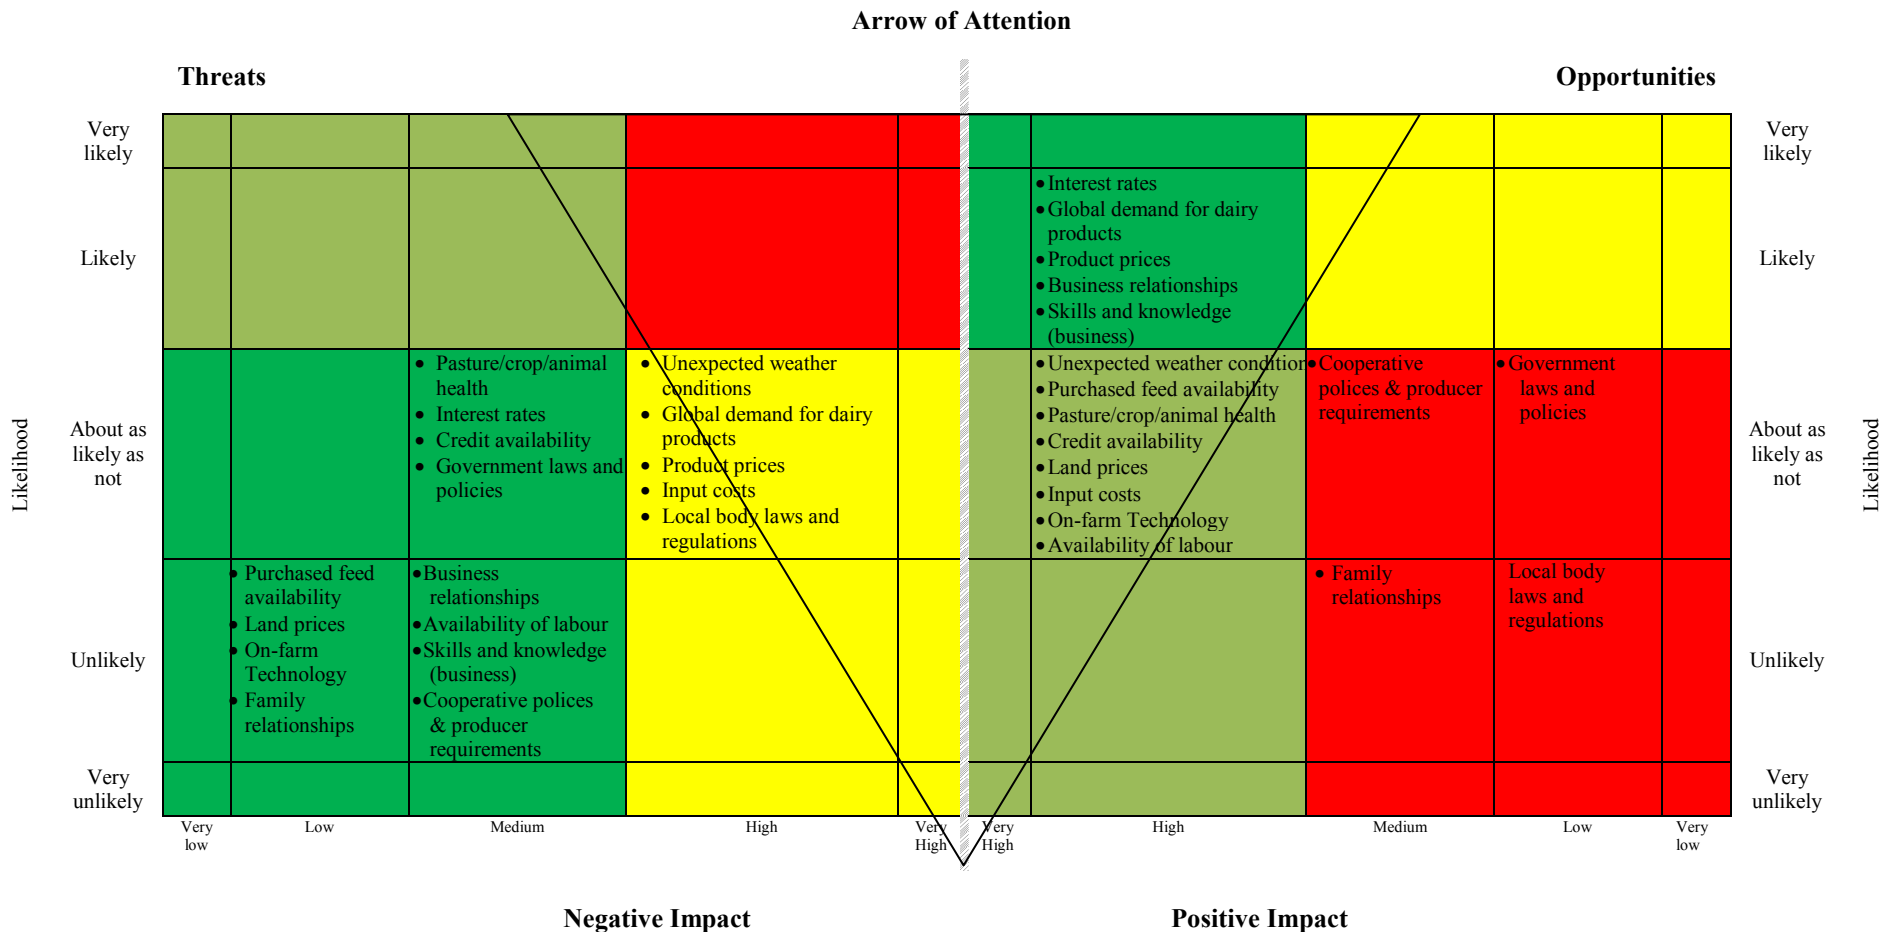 Arrow of Attention
Threats
Opportunities
Very
likely
Very
likely
Likely
• Interest rates
• Global demand for dairy
products
• Product prices
• Business relationships
• Skills and knowledge
(business)
Likely
Likelihood
About as
likely as
not
• Pasture/crop/animal
health
• Interest rates
• Credit availability
• Government laws and
policies
• Unexpected weather
conditions
• Global demand for dairy
products
• Product prices
• Input costs
• Local body laws and
regulations
• Unexpected weather condition
• Purchased feed availability
• Pasture/crop/animal health
• Credit availability
• Land prices
• Input costs
• On-farm Technology
• Availability of labour
• Cooperative
polices & producer
requirements
• Government
laws and
policies
About as
likely as
not
Likelihood
Unlikely
• Purchased feed
availability
• Land prices
• On-farm
Technology
• Family
relationships
• Business
relationships
• Availability of labour
• Skills and knowledge
(business)
• Cooperative polices
& producer
requirements
• Family
relationships
Local body
laws and
regulations
Unlikely
Very
unlikely
Very
unlikely
Very
low
Low
Medium
High
Very
High
Very
High
High
Medium
Low
Very
low
Negative Impact
Positive Impact